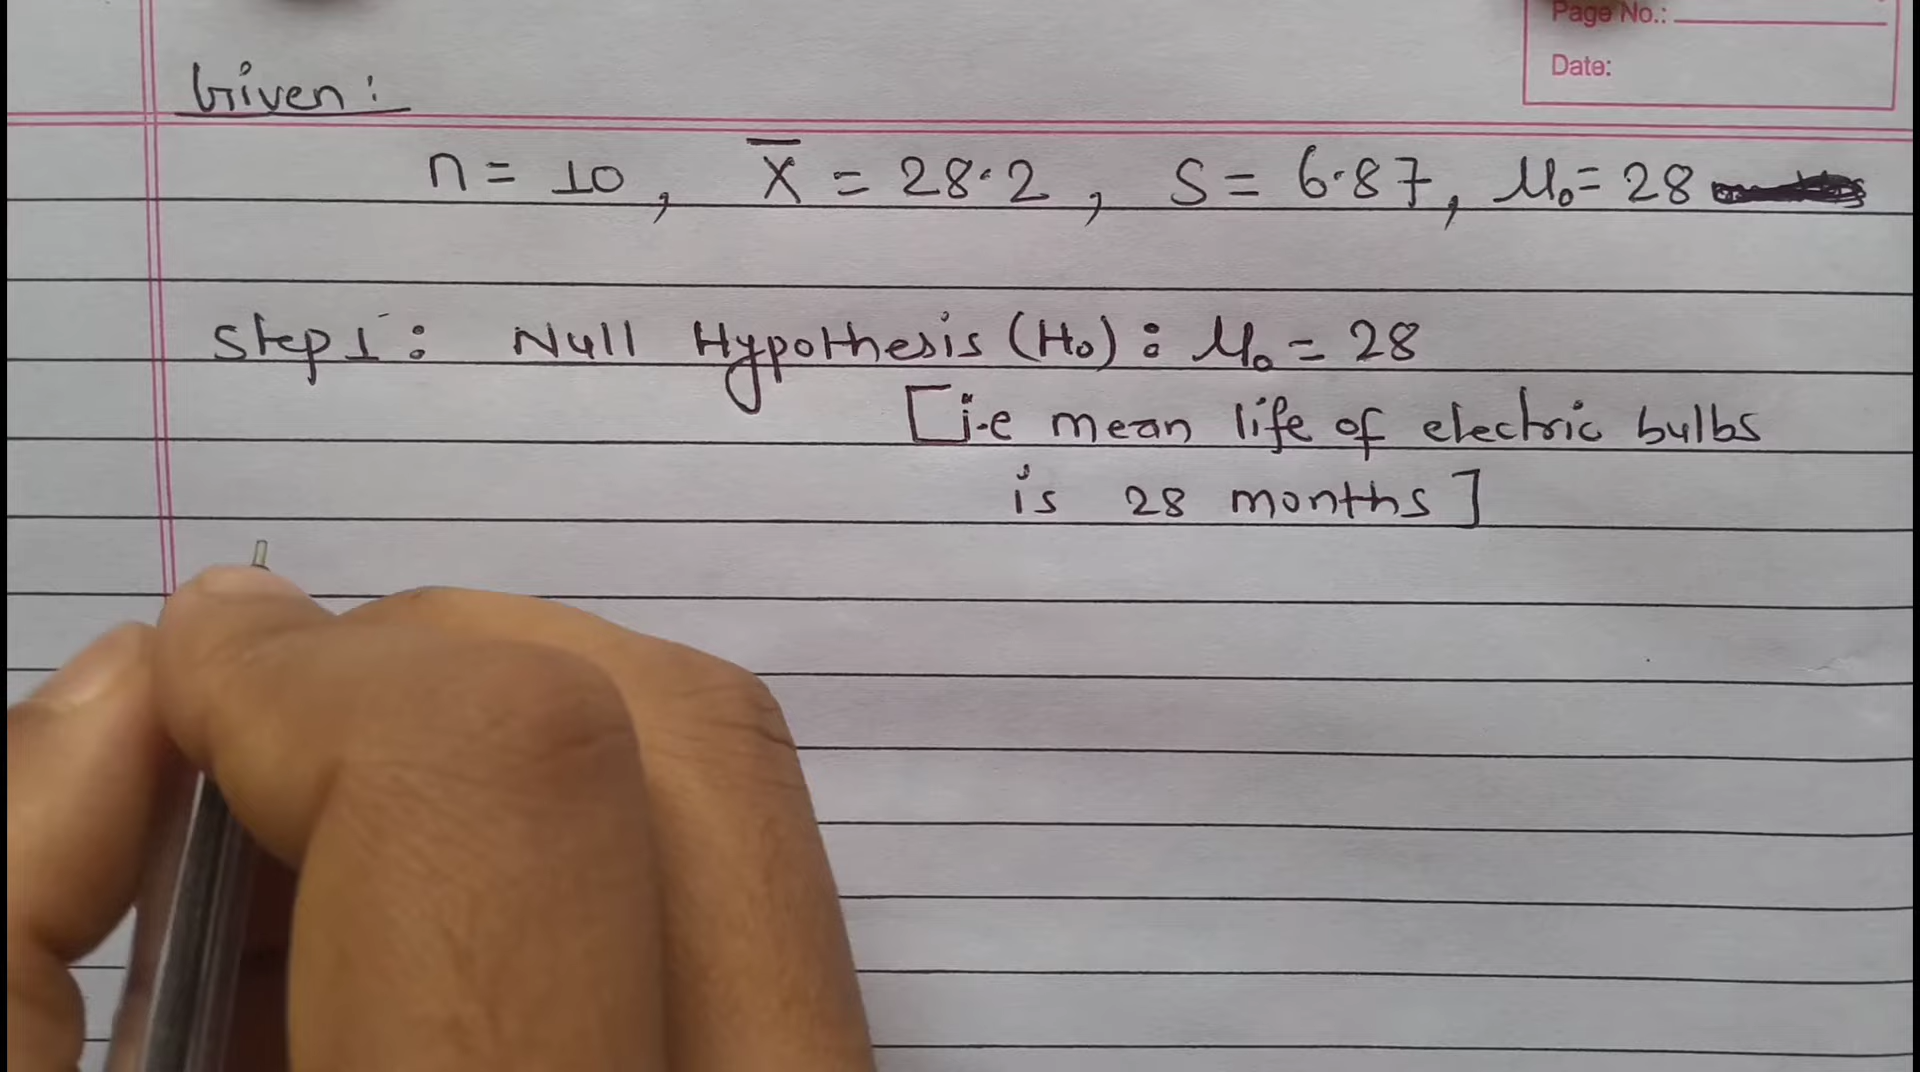 Page No.:
Date:
Given:
n = 10, X̅ = 28.2, S = 6.87, μ₀ = 28
Step 1: Null Hypothesis (H₀): μ₀ = 28
[i.e mean life of electric bulbs
is 28 months]